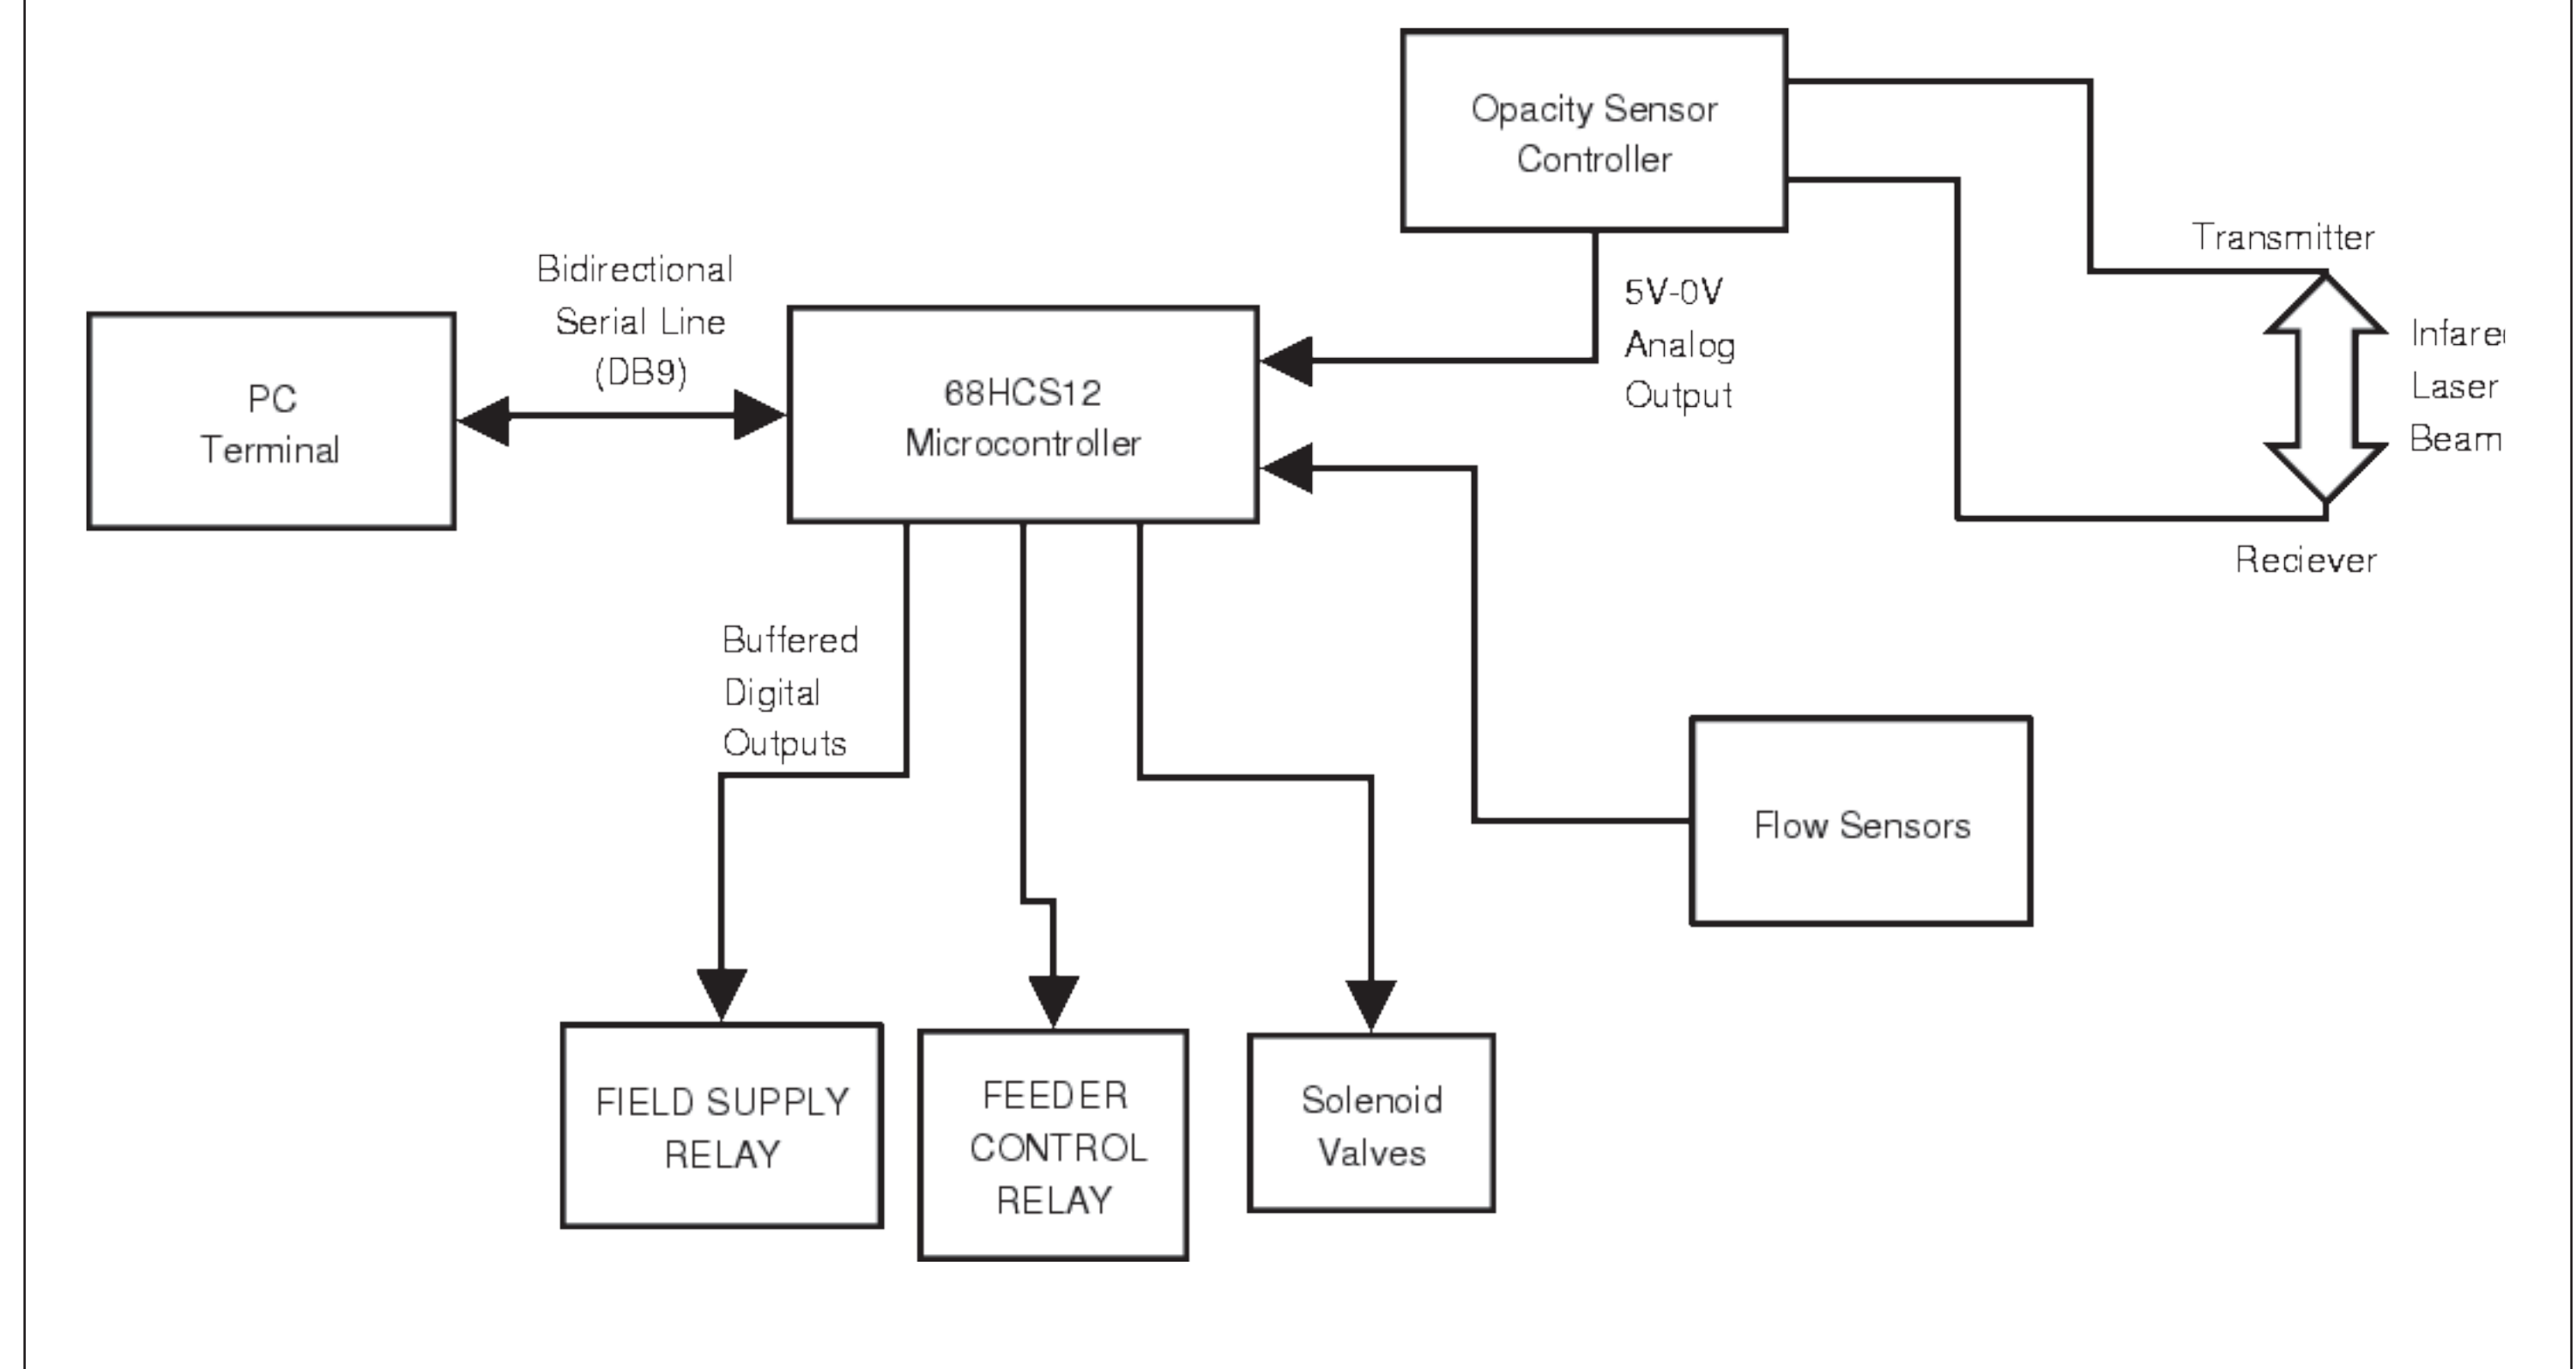 Opacity Sensor
Controller
Transmitter
Bidirectional
Serial Line
(DB9)
5V-0V
Analog
Output
Laser
Beam
PC
Terminal
68HCS12
Microcontroller
Reciever
Buffered
Digital
Outputs
Flow Sensors
FIELD SUPPLY
RELAY
FEEDER
CONTROL
RELAY
Solenoid
Valves